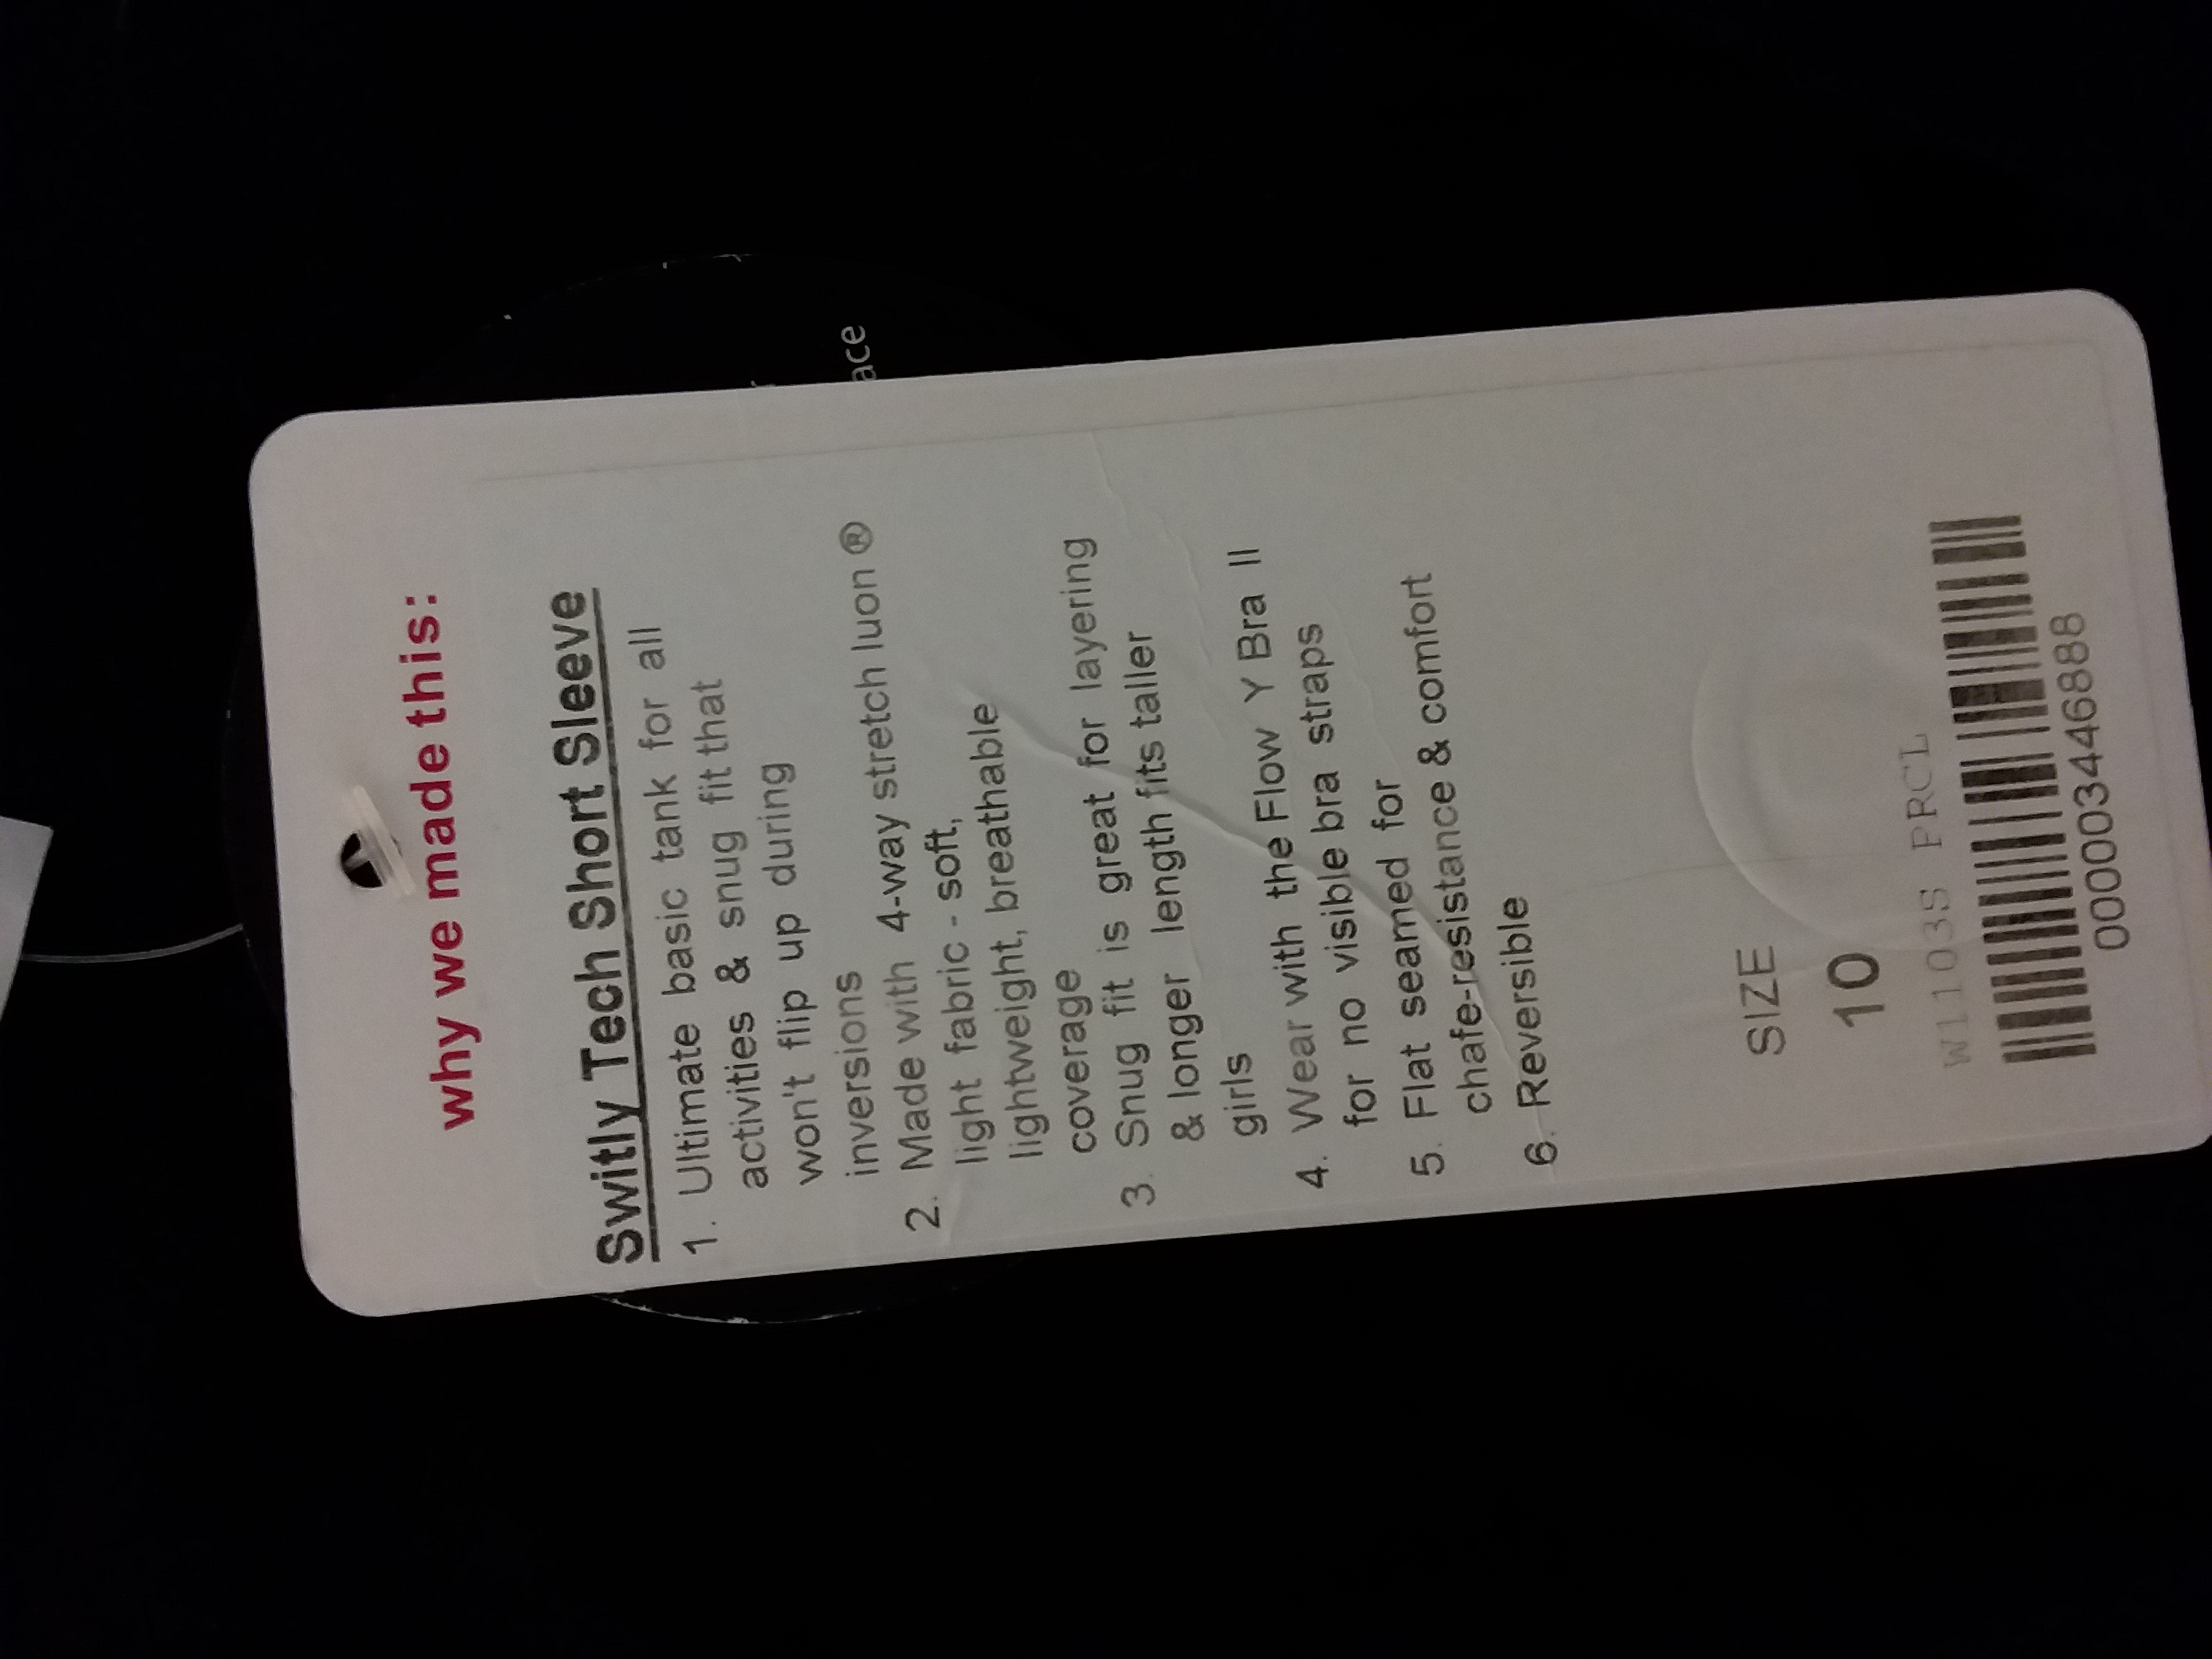 why we made this:
Switly Tech Short Sleeve
1. Ultimate basic tank for all
activities & snug fit that
won't flip up during
inversions
2. Made with 4-way stretch luon ®
light fabric - soft,
lightweight, breathable
coverage
3. Snug fit is great for layering
& longer length fits taller
girls
4. Wear with the Flow Y Bra II
for no visible bra straps
5. Flat seamed for
chafe-resistance & comfort
6. Reversible
SIZE
10
W1103S PRCL
000003446888
ace